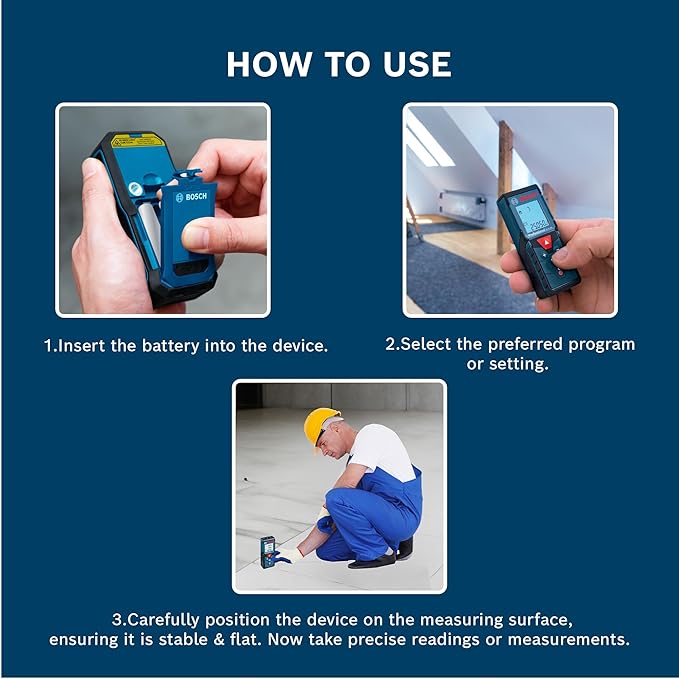 HOW TO USE
BOSCH
BOSCH
1.Insert the battery into the device.
2.Select the preferred program
or setting.
3.Carefully position the device on the measuring surface,
ensuring it is stable & flat. Now take precise readings or measurements.